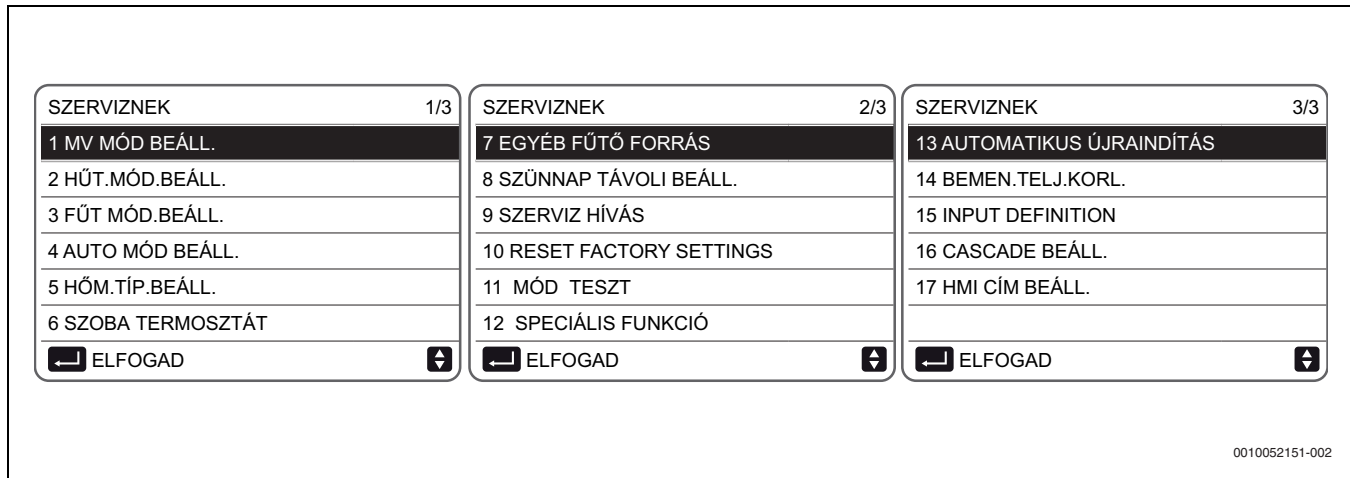 SZERVIZNEK 1/3
1 MV MÓD BEÁLL.
2 HŰT.MÓD.BEÁLL.
3 FŰT MÓD.BEÁLL.
4 AUTO MÓD BEÁLL.
5 HŐM.TÍP.BEÁLL.
6 SZOBA TERMOSZTÁT
ELFOGAD
SZERVIZNEK 2/3
7 EGYÉB FŰTŐ FORRÁS
8 SZÜNNAP TÁVOLI BEÁLL.
9 SZERVIZ HÍVÁS
10 RESET FACTORY SETTINGS
11 MÓD TESZT
12 SPECIÁLIS FUNKCIÓ
ELFOGAD
SZERVIZNEK 3/3
13 AUTOMATIKUS ÚJRAINDÍTÁS
14 BEMEN.TELJ.KORL.
15 INPUT DEFINITION
16 CASCADE BEÁLL.
17 HMI CÍM BEÁLL.
ELFOGAD
0010052151-002